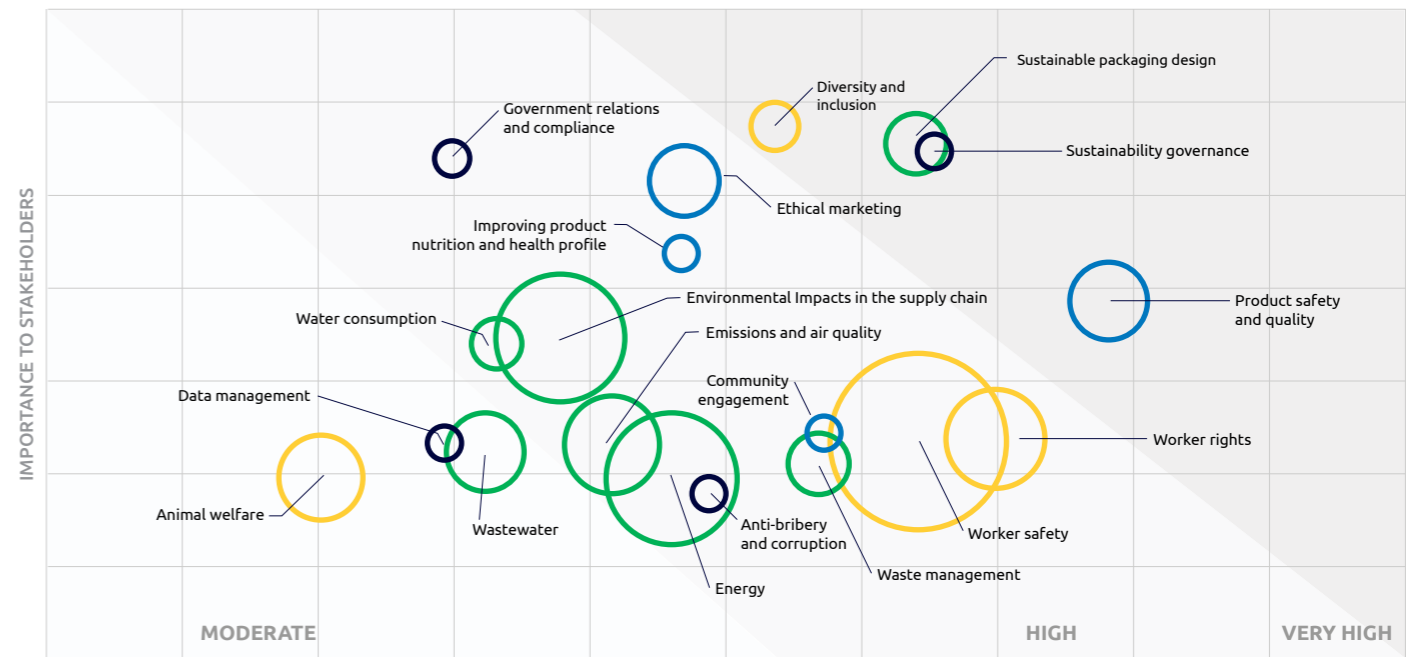 Sustainable packaging design
Diversity and
inclusion
Government relations
and compliance
Sustainability governance
Ethical marketing
Improving product
nutrition and health profile
Environmental Impacts in the supply chain
Product safety
and quality
Water consumption
Emissions and air quality
Community
engagement
Data management
Worker rights
Animal welfare
Wastewater
Anti-bribery
and corruption
Worker safety
Waste management
Energy
IMPORTANCE TO STAKEHOLDERS
MODERATE
HIGH
VERY HIGH